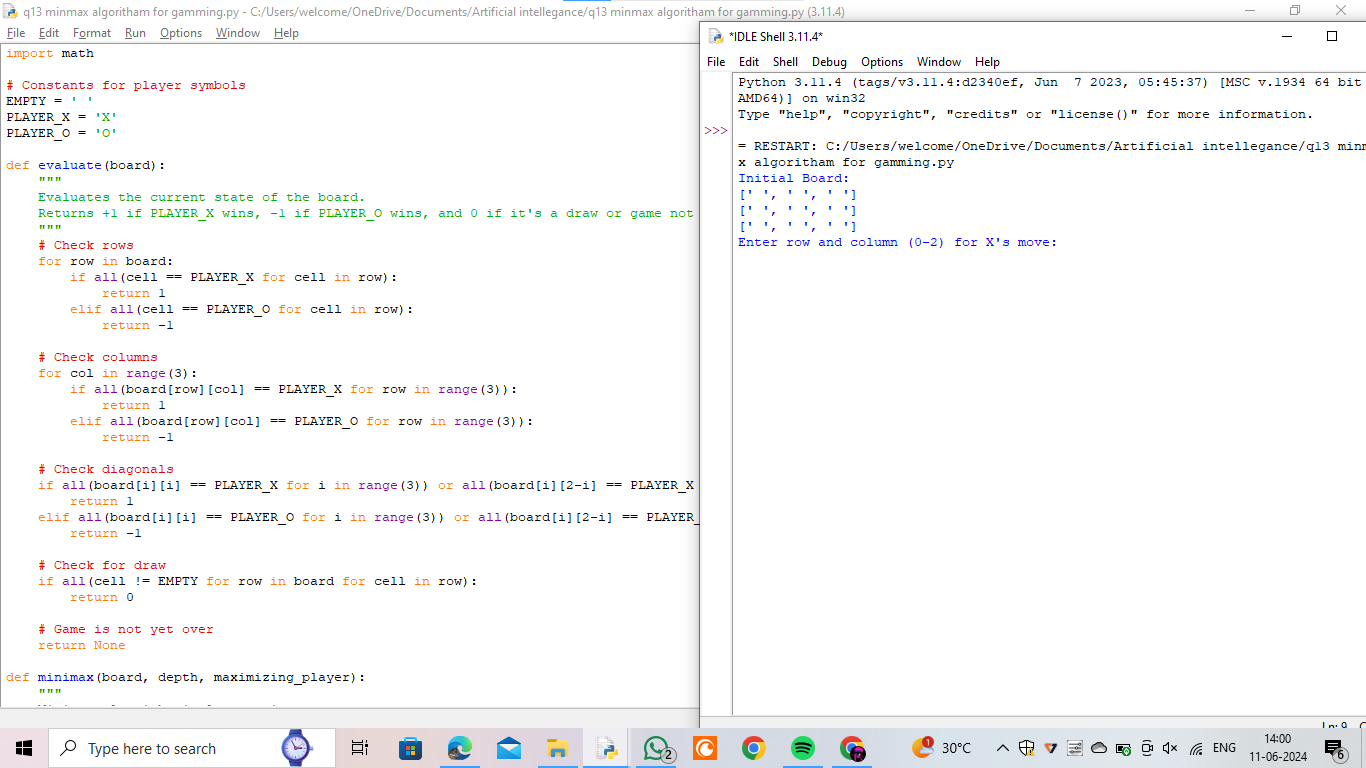 q13 minmax algoritham for gamming.py - C:/Users/welcome/OneDrive/Documents/Artificial intellegance/q13 minmax algoritham for gamming.py (3.11.4)
File Edit Format Run Options Window Help
import math
# Constants for player symbols
EMPTY = ' '
PLAYER_X = 'X'
PLAYER_O = 'O'
def evaluate(board):
"""
Evaluates the current state of the board.
Returns +1 if PLAYER_X wins, -1 if PLAYER_O wins, and 0 if it's a draw or game not
"""
# Check rows
for row in board:
if all(cell == PLAYER_X for cell in row):
return 1
elif all(cell == PLAYER_O for cell in row):
return -1
# Check columns
for col in range(3):
if all(board[row][col] == PLAYER_X for row in range(3)):
return 1
elif all(board[row][col] == PLAYER_O for row in range(3)):
return -1
# Check diagonals
if all(board[i][i] == PLAYER_X for i in range(3)) or all(board[i][2-i] == PLAYER_X
return 1
elif all(board[i][i] == PLAYER_O for i in range(3)) or all(board[i][2-i] == PLAYER_
return -1
# Check for draw
if all(cell != EMPTY for row in board for cell in row):
return 0
# Game is not yet over
return None
def minimax(board, depth, maximizing_player):
"""
*IDLE Shell 3.11.4*
File Edit Shell Debug Options Window Help
Python 3.11.4 (tags/v3.11.4:d2340ef, Jun  7 2023, 05:45:37) [MSC v.1934 64 bit
AMD64)] on win32
Type "help", "copyright", "credits" or "license()" for more information.
>>>
= RESTART: C:/Users/welcome/OneDrive/Documents/Artificial intellegance/q13 minm
x algoritham for gamming.py
Initial Board:
[' ', ' ', ' ']
[' ', ' ', ' ']
[' ', ' ', ' ']
Enter row and column (0-2) for X's move:
Ln: 9
Type here to search
2
1
30°C
ENG
14:00
11-06-2024
6